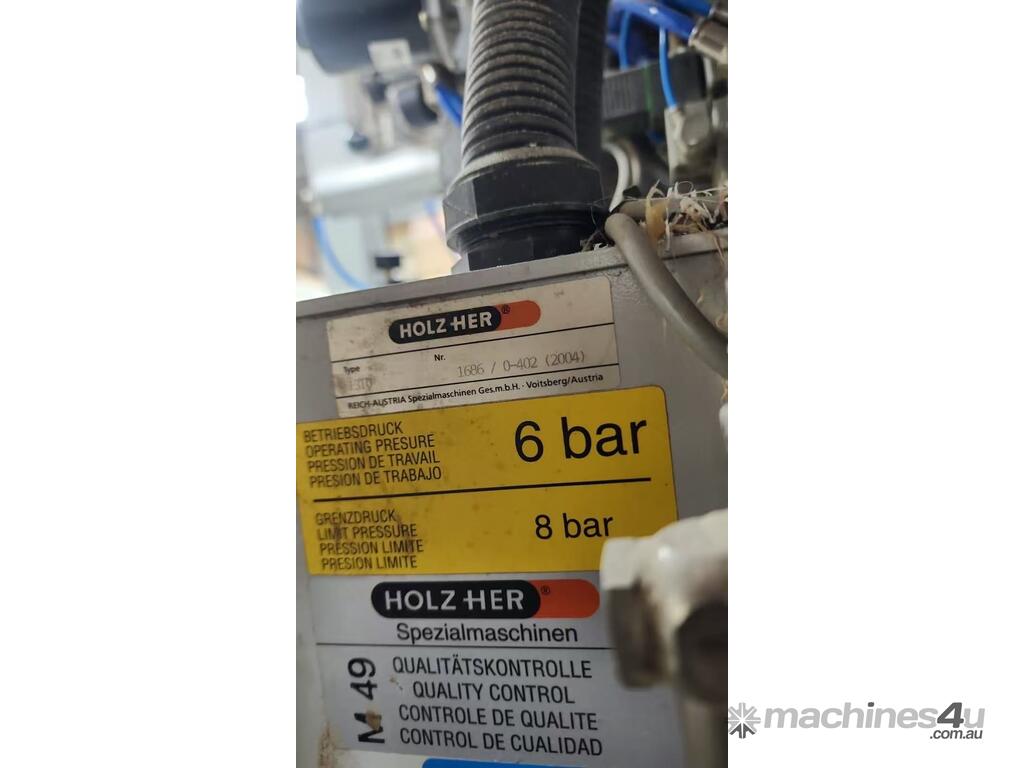 HOLZ-HER®
Type Nr.
1310 1686 / 0-402 (2004)
REICH-AUSTRIA Spezialmaschinen Ges.m.b.H. · Voitsberg/Austria
BETRIEBSDRUCK
OPERATING PRESURE
PRESSION DE TRAVAIL
PRESION DE TRABAJO
6 bar
GRENZDRUCK
LIMIT PRESSURE
PRESSION LIMITE
PRESION LIMITE
8 bar
HOLZ-HER®
Spezialmaschinen
M 49
QUALITÄTSKONTROLLE
QUALITY CONTROL
CONTROLE DE QUALITE
CONTROL DE CUALIDAD
machines4u
.com.au